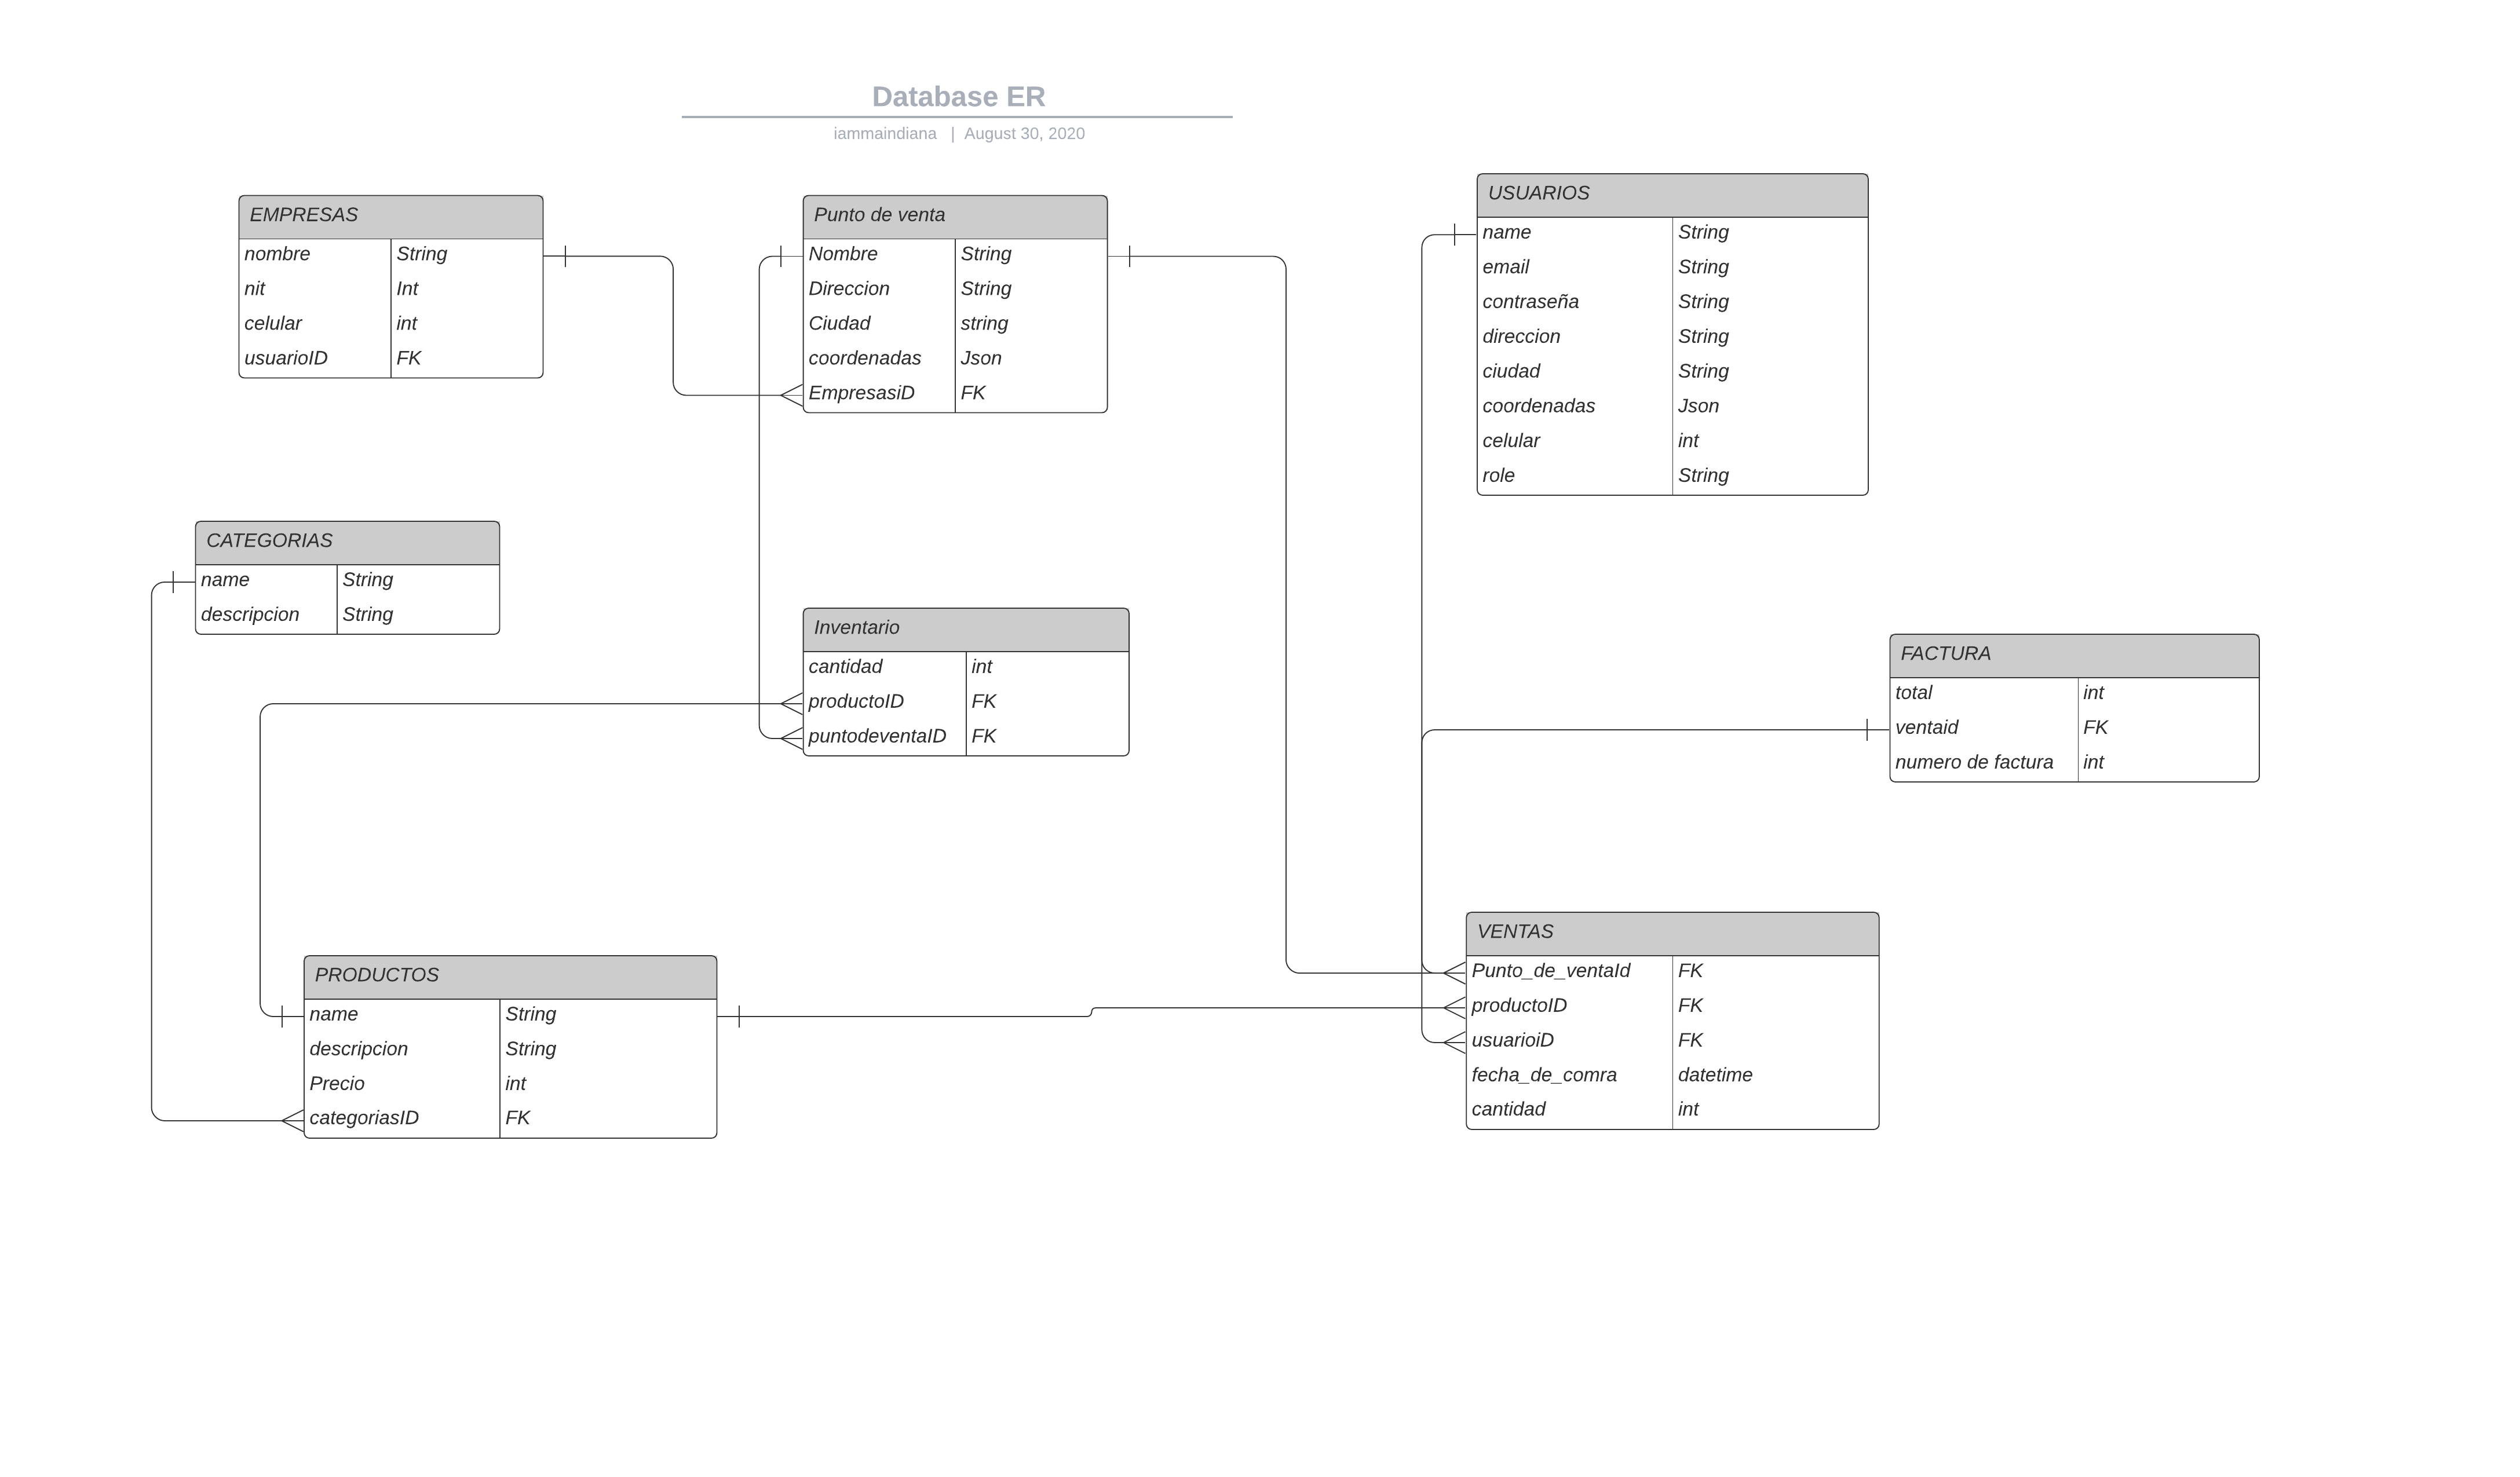 Database ER
iammaindiana | August 30, 2020
EMPRESAS
nombre String
nit Int
celular int
usuarioID FK
Punto de venta
Nombre String
Direccion String
Ciudad string
coordenadas Json
EmpresasiD FK
USUARIOS
name String
email String
contraseña String
direccion String
ciudad String
coordenadas Json
celular int
role String
CATEGORIAS
name String
descripcion String
Inventario
cantidad int
productoID FK
puntodeventaID FK
FACTURA
total int
ventaid FK
numero de factura int
PRODUCTOS
name String
descripcion String
Precio int
categoriasID FK
VENTAS
Punto_de_ventaId FK
productoID FK
usuarioiD FK
fecha_de_comra datetime
cantidad int